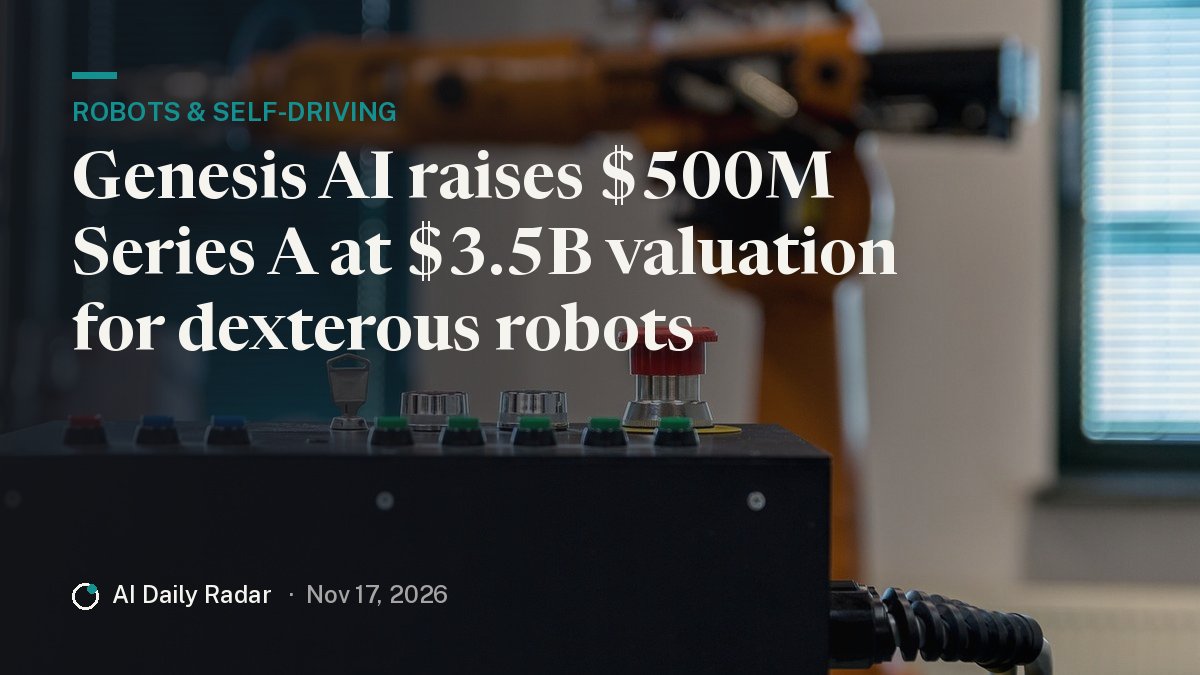 ROBOTS & SELF-DRIVING
Genesis AI raises $500M
Series A at $3.5B valuation
for dexterous robots
AI Daily Radar · Nov 17, 2026